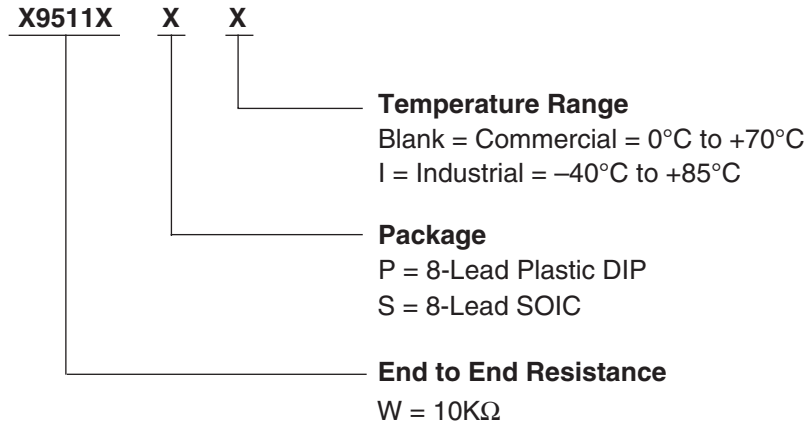 X9511X X X
Temperature Range
Blank = Commercial = 0°C to +70°C
I = Industrial = –40°C to +85°C
Package
P = 8-Lead Plastic DIP
S = 8-Lead SOIC
End to End Resistance
W = 10KΩ